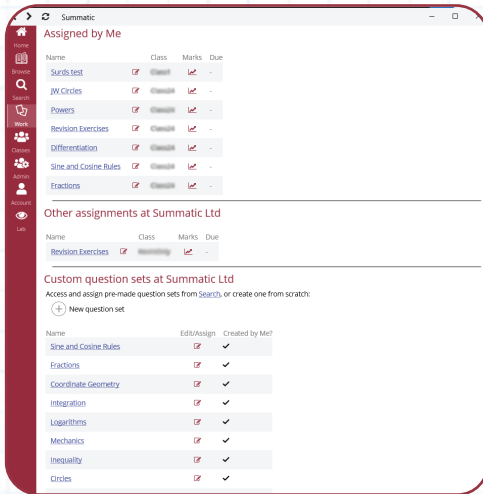 Summatic
Home
Browse
Search
Work
Classes
Admin
Account
Lab
Assigned by Me
Name Class Marks Due
Surds test -
JW Circles -
Powers -
Revision Exercises -
Differentiation -
Sine and Cosine Rules -
Fractions -
Other assignments at Summatic Ltd
Name Class Marks Due
Revision Exercises -
Custom question sets at Summatic Ltd
Access and assign pre-made question sets from Search, or create one from scratch:
New question set
Name Edit/Assign Created by Me?
Sine and Cosine Rules
Fractions
Coordinate Geometry
Integration
Logarithms
Mechanics
Inequality
Circles